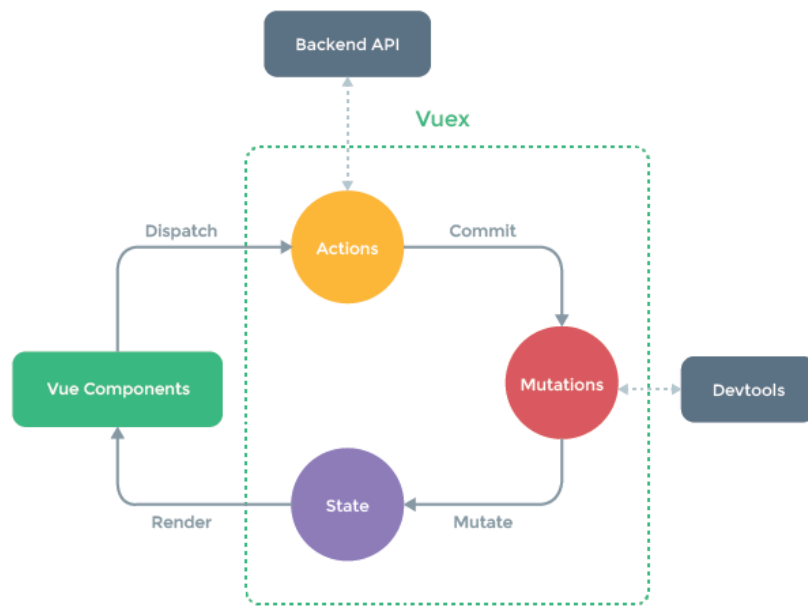 Backend API
Vuex
Dispatch
Actions
Commit
Vue Components
Mutations
Devtools
State
Render
Mutate